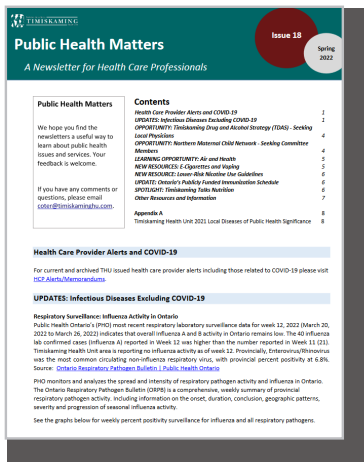 TIMISKAMING
Public Health Matters
A Newsletter for Health Care Professionals
Issue 18
Spring
2022
Public Health Matters
We hope you find the
newsletters a useful way to
learn about public health
issues and services. Your
feedback is welcome.
If you have any comments or
questions, please email
coter@timiskaminghu.com.
Contents
Health Care Provider Alerts and COVID-19 1
UPDATES: Infectious Diseases Excluding COVID-19 1
OPPORTUNITY: Timiskaming Drug and Alcohol Strategy (TDAS) - Seeking
Local Physicians 4
OPPORTUNITY: Northern Maternal Child Network - Seeking Committee
Members 4
LEARNING OPPORTUNITY: Air and Health 5
NEW RESOURCES: E-Cigarettes and Vaping 5
NEW RESOURCE: Lower-Risk Nicotine Use Guidelines 6
UPDATE: Ontario's Publicly Funded Immunization Schedule 6
SPOTLIGHT: Timiskaming Talks Nutrition 6
Other Resources and Information 7
Appendix A 8
Timiskaming Health Unit 2021 Local Diseases of Public Health Significance 8
Health Care Provider Alerts and COVID-19
For current and archived THU issued health care provider alerts including those related to COVID-19 please visit
HCP Alerts/Memorandums.
UPDATES: Infectious Diseases Excluding COVID-19
Respiratory Surveillance: Influenza Activity in Ontario
Public Health Ontario's (PHO) most recent respiratory laboratory surveillance data for week 12, 2022 (March 20,
2022 to March 26, 2022) indicates that overall Influenza A and B activity in Ontario remains low. The 40 influenza
lab confirmed cases (Influenza A) reported in Week 12 was higher than the number reported in Week 11 (21).
Timiskaming Health Unit area is reporting no influenza activity as of week 12. Provincially, Enterovirus/Rhinovirus
was the most common circulating non-influenza respiratory virus, with provincial percent positivity at 6.8%.
Source: Ontario Respiratory Pathogen Bulletin | Public Health Ontario
PHO monitors and analyzes the spread and intensity of respiratory pathogen activity and influenza in Ontario.
The Ontario Respiratory Pathogen Bulletin (ORPB) is a comprehensive, weekly summary of provincial
respiratory pathogen activity. Including information on the onset, duration, conclusion, geographic patterns,
severity and progression of seasonal influenza activity.
See the graphs below for weekly percent positivity surveillance for influenza and all respiratory pathogens.